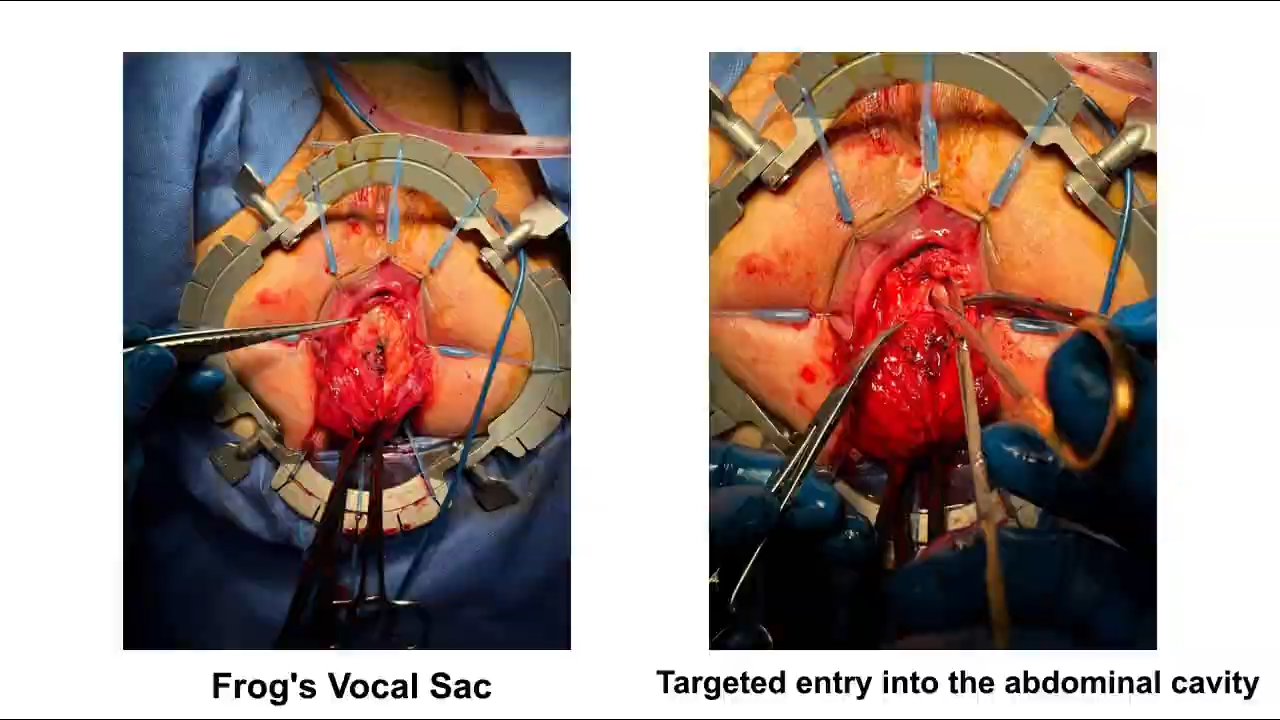 Frog's Vocal Sac
Targeted entry into the abdominal cavity